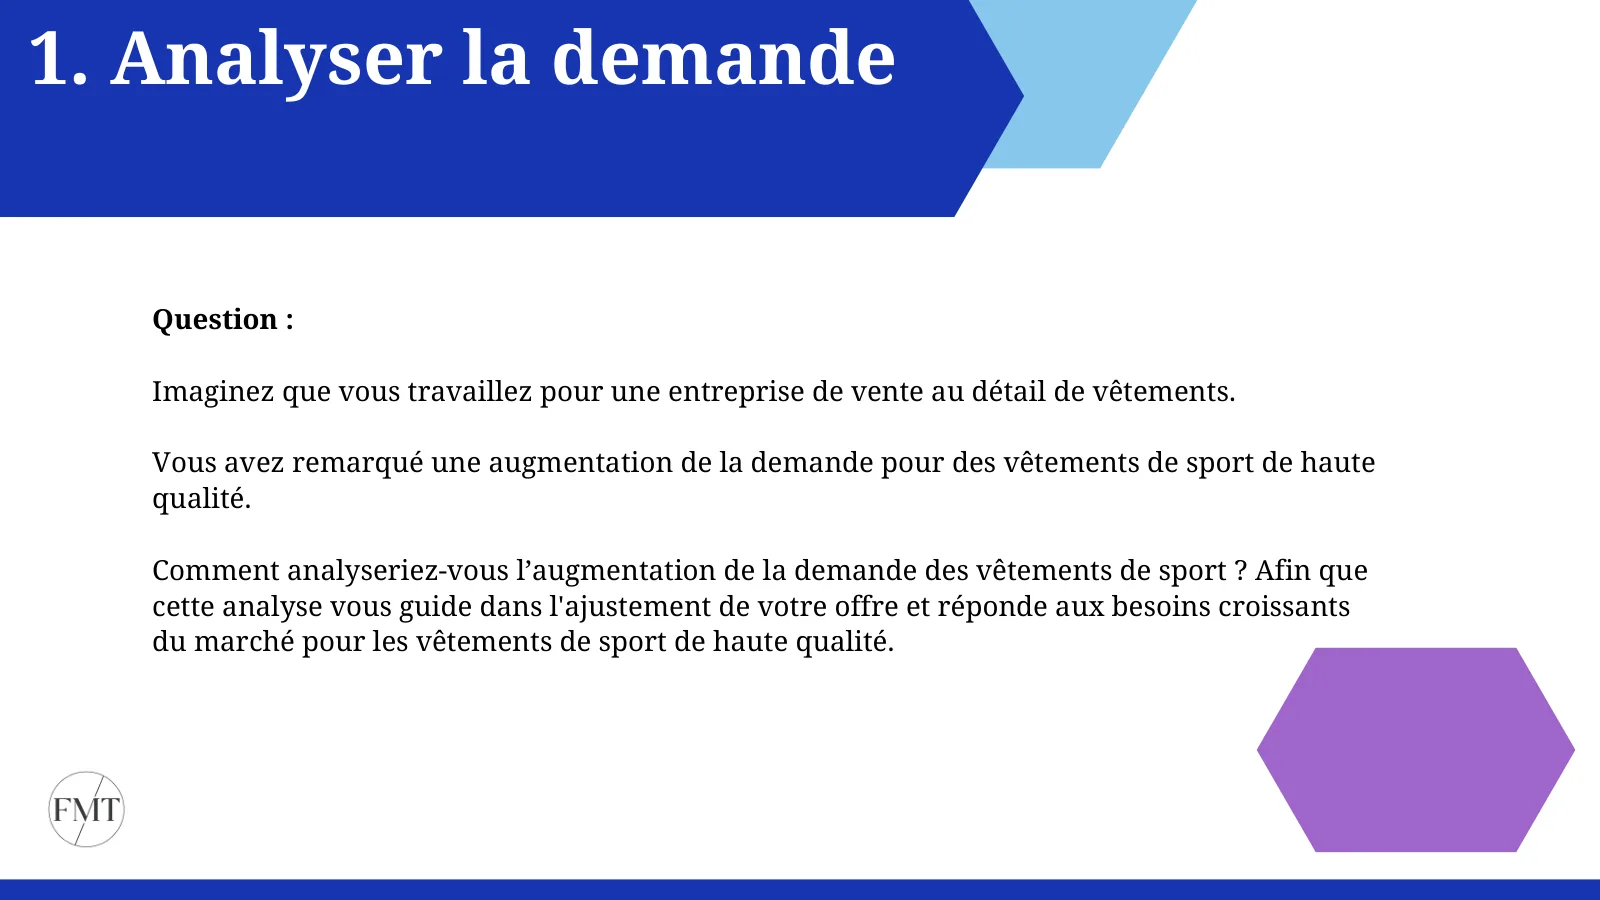 1. Analyser la demande
Question :
Imaginez que vous travaillez pour une entreprise de vente au détail de vêtements.
Vous avez remarqué une augmentation de la demande pour des vêtements de sport de haute
qualité.
Comment analyseriez-vous l’augmentation de la demande des vêtements de sport ? Afin que
cette analyse vous guide dans l'ajustement de votre offre et réponde aux besoins croissants
du marché pour les vêtements de sport de haute qualité.
FMT